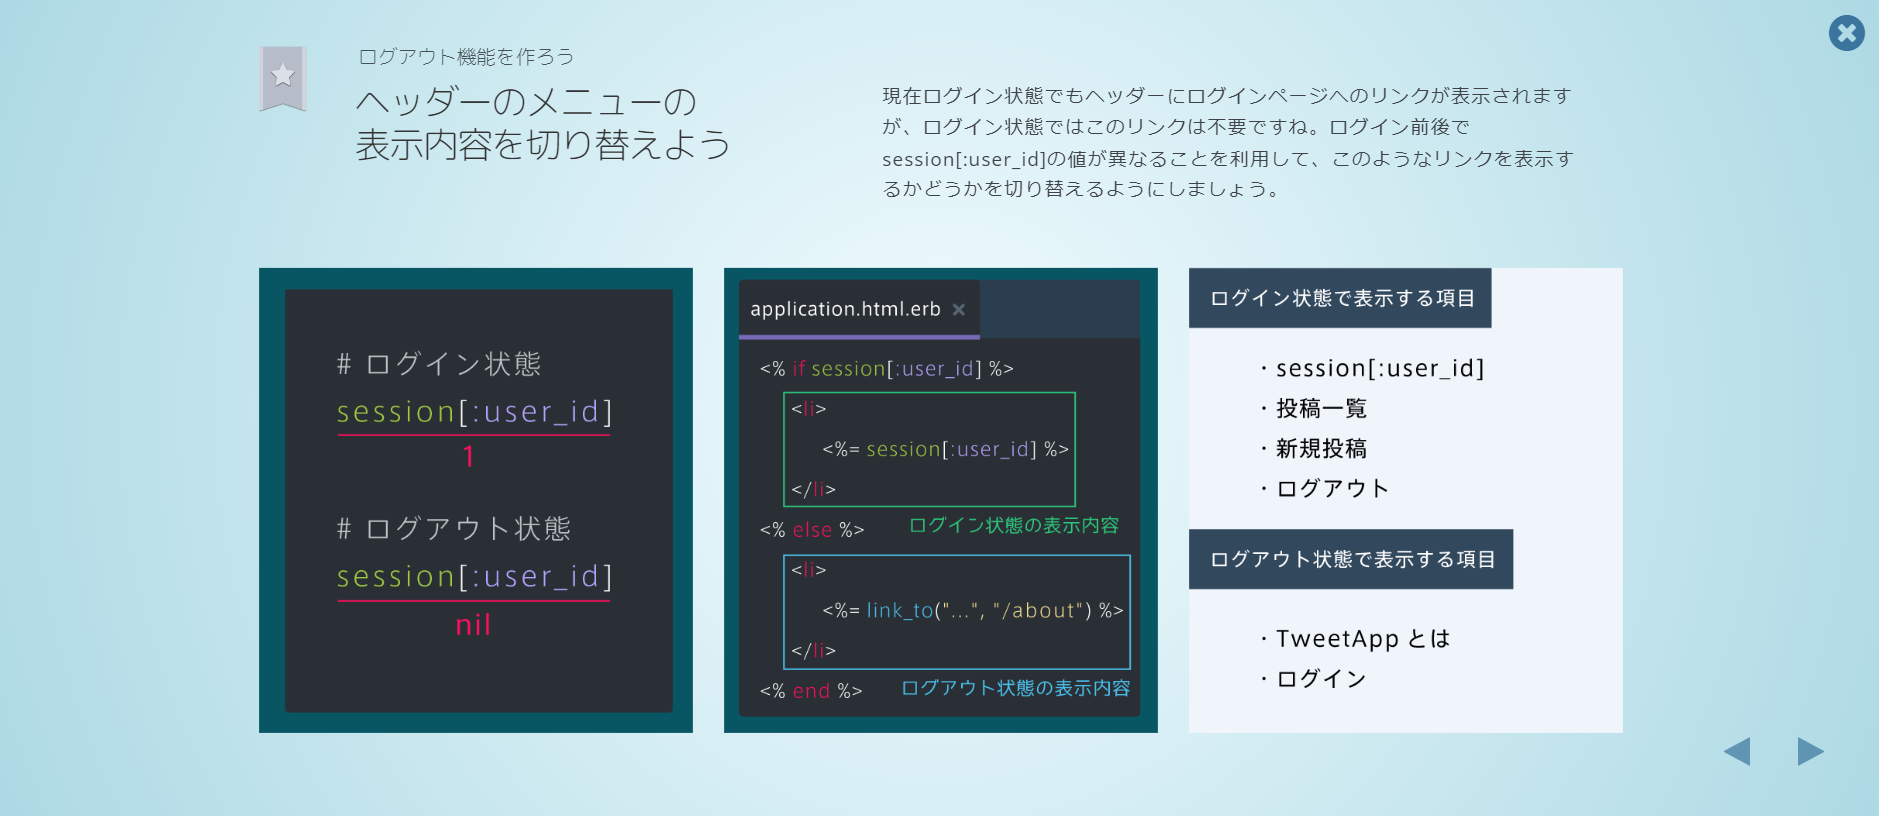 ログアウト機能を作ろう
ヘッダーのメニューの
表示内容を切り替えよう
現在ログイン状態でもヘッダーにログインページへのリンクが表示されます
が、ログイン状態ではこのリンクは不要ですね。ログイン前後で
session[:user_id]の値が異なることを利用して、このようなリンクを表示す
るかどうかを切り替えるようにしましょう。
# ログイン状態
session[:user_id]
1
# ログアウト状態
session[:user_id]
nil
application.html.erb ×
<% if session[:user_id] %>
<li>
<%= session[:user_id] %>
</li>
<% else %> ログイン状態の表示内容
<li>
<%= link_to("...", "/about") %>
</li>
<% end %> ログアウト状態の表示内容
ログイン状態で表示する項目
・session[:user_id]
・投稿一覧
・新規投稿
・ログアウト
ログアウト状態で表示する項目
・TweetApp とは
・ログイン